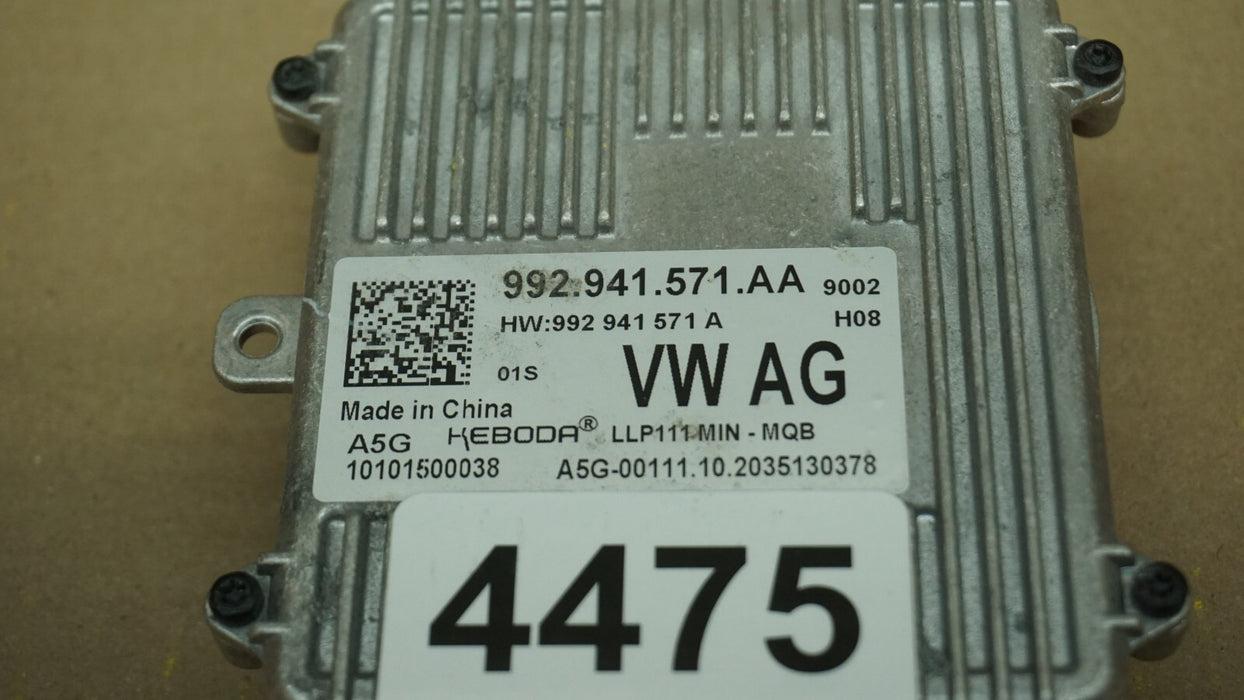 992.941.571.AA 9002
HW:992 941 571 A H08
01S VW AG
Made in China
A5G KEBODA® LLP111 MIN - MQB
10101500038 A5G-00111.10.2035130378
4475